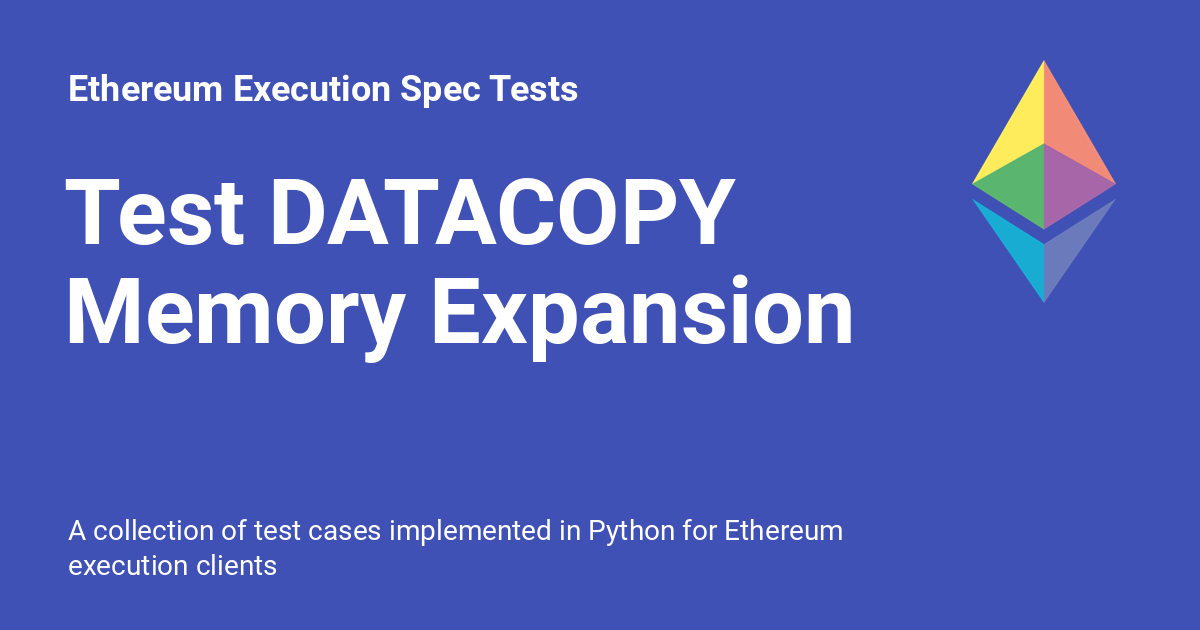 Ethereum Execution Spec Tests
Test DATACOPY
Memory Expansion
A collection of test cases implemented in Python for Ethereum
execution clients